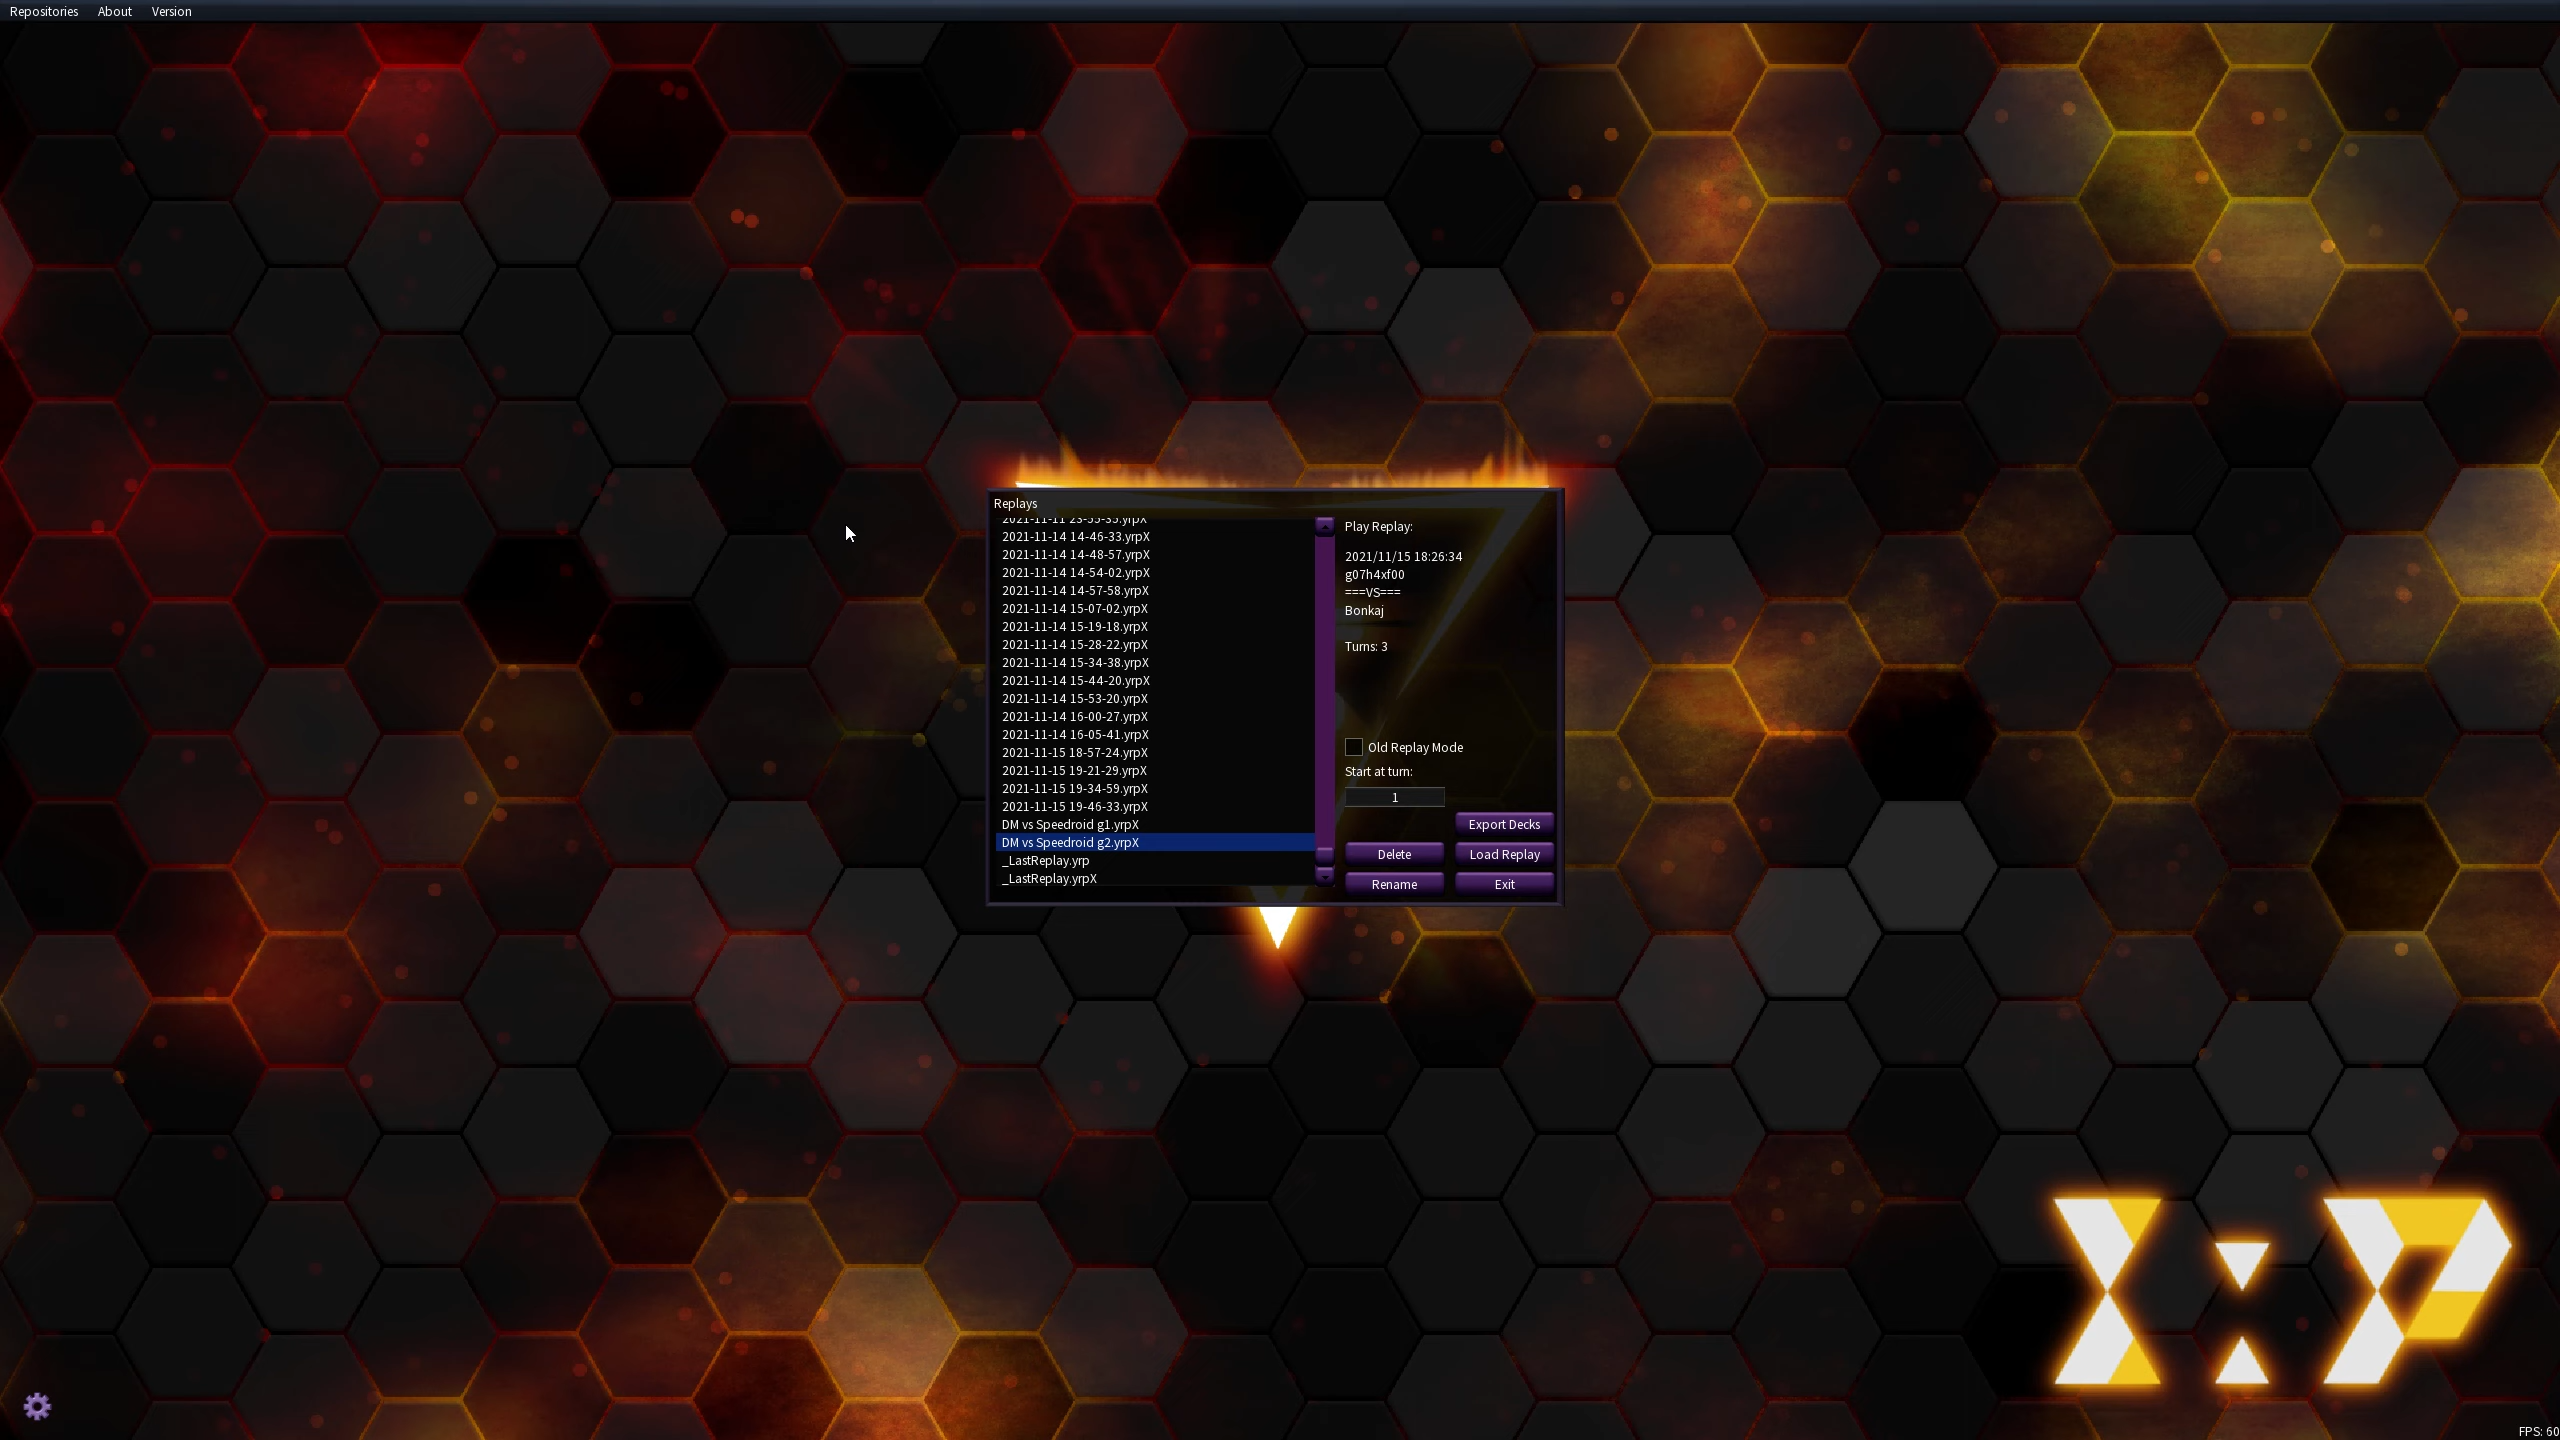 Repositories About Version
Replays
2021-11-11 23-55-35.yrpX
2021-11-14 14-46-33.yrpX
2021-11-14 14-48-57.yrpX
2021-11-14 14-54-02.yrpX
2021-11-14 14-57-58.yrpX
2021-11-14 15-07-02.yrpX
2021-11-14 15-19-18.yrpX
2021-11-14 15-28-22.yrpX
2021-11-14 15-34-38.yrpX
2021-11-14 15-44-20.yrpX
2021-11-14 15-53-20.yrpX
2021-11-14 16-00-27.yrpX
2021-11-14 16-05-41.yrpX
2021-11-15 18-57-24.yrpX
2021-11-15 19-21-29.yrpX
2021-11-15 19-34-59.yrpX
2021-11-15 19-46-33.yrpX
DM vs Speedroid g1.yrpX
DM vs Speedroid g2.yrpX
_LastReplay.yrp
_LastReplay.yrpX
Play Replay:
2021/11/15 18:26:34
g07h4xf00
===VS===
Bonkaj
Turns: 3
Old Replay Mode
Start at turn:
1
Export Decks
Delete Load Replay
Rename Exit
X:P
FPS: 60